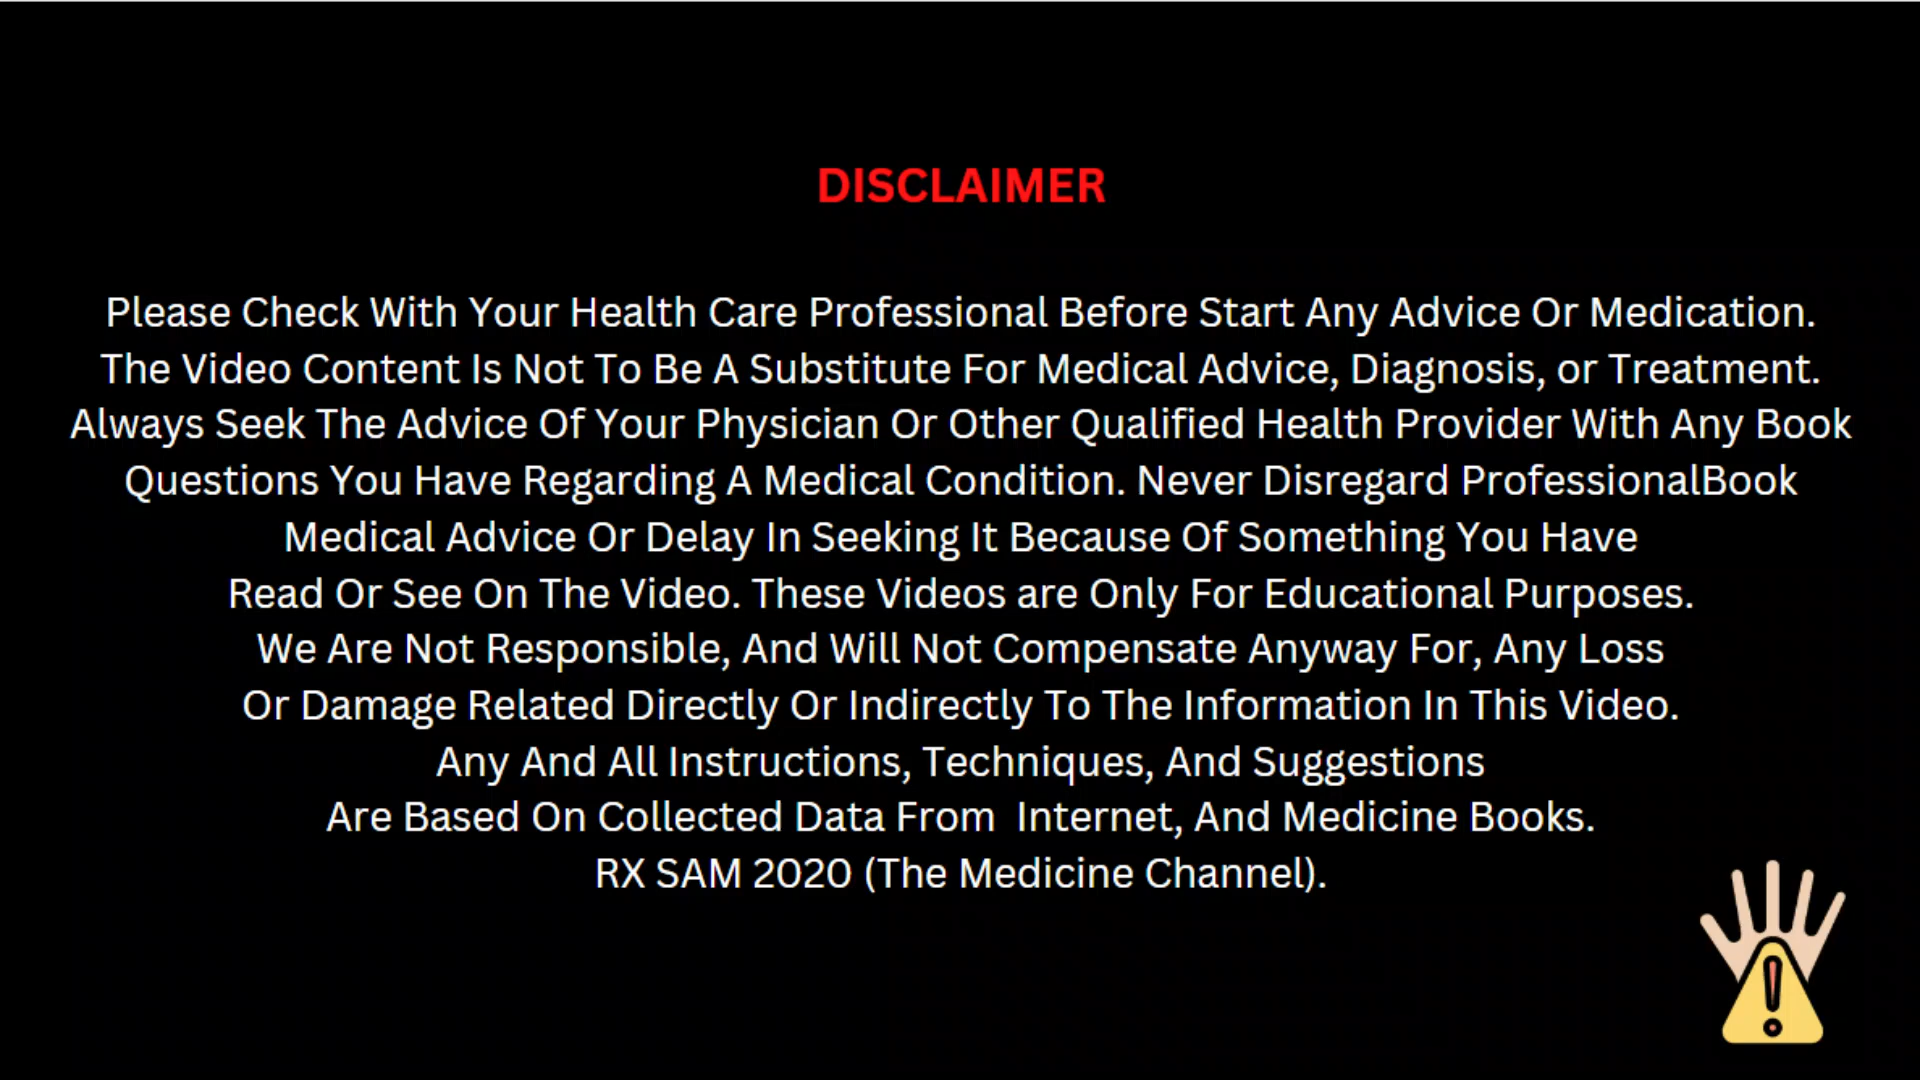 DISCLAIMER
Please Check With Your Health Care Professional Before Start Any Advice Or Medication.
The Video Content Is Not To Be A Substitute For Medical Advice, Diagnosis, or Treatment.
Always Seek The Advice Of Your Physician Or Other Qualified Health Provider With Any Book
Questions You Have Regarding A Medical Condition. Never Disregard ProfessionalBook
Medical Advice Or Delay In Seeking It Because Of Something You Have
Read Or See On The Video. These Videos are Only For Educational Purposes.
We Are Not Responsible, And Will Not Compensate Anyway For, Any Loss
Or Damage Related Directly Or Indirectly To The Information In This Video.
Any And All Instructions, Techniques, And Suggestions
Are Based On Collected Data From  Internet, And Medicine Books.
RX SAM 2020 (The Medicine Channel).